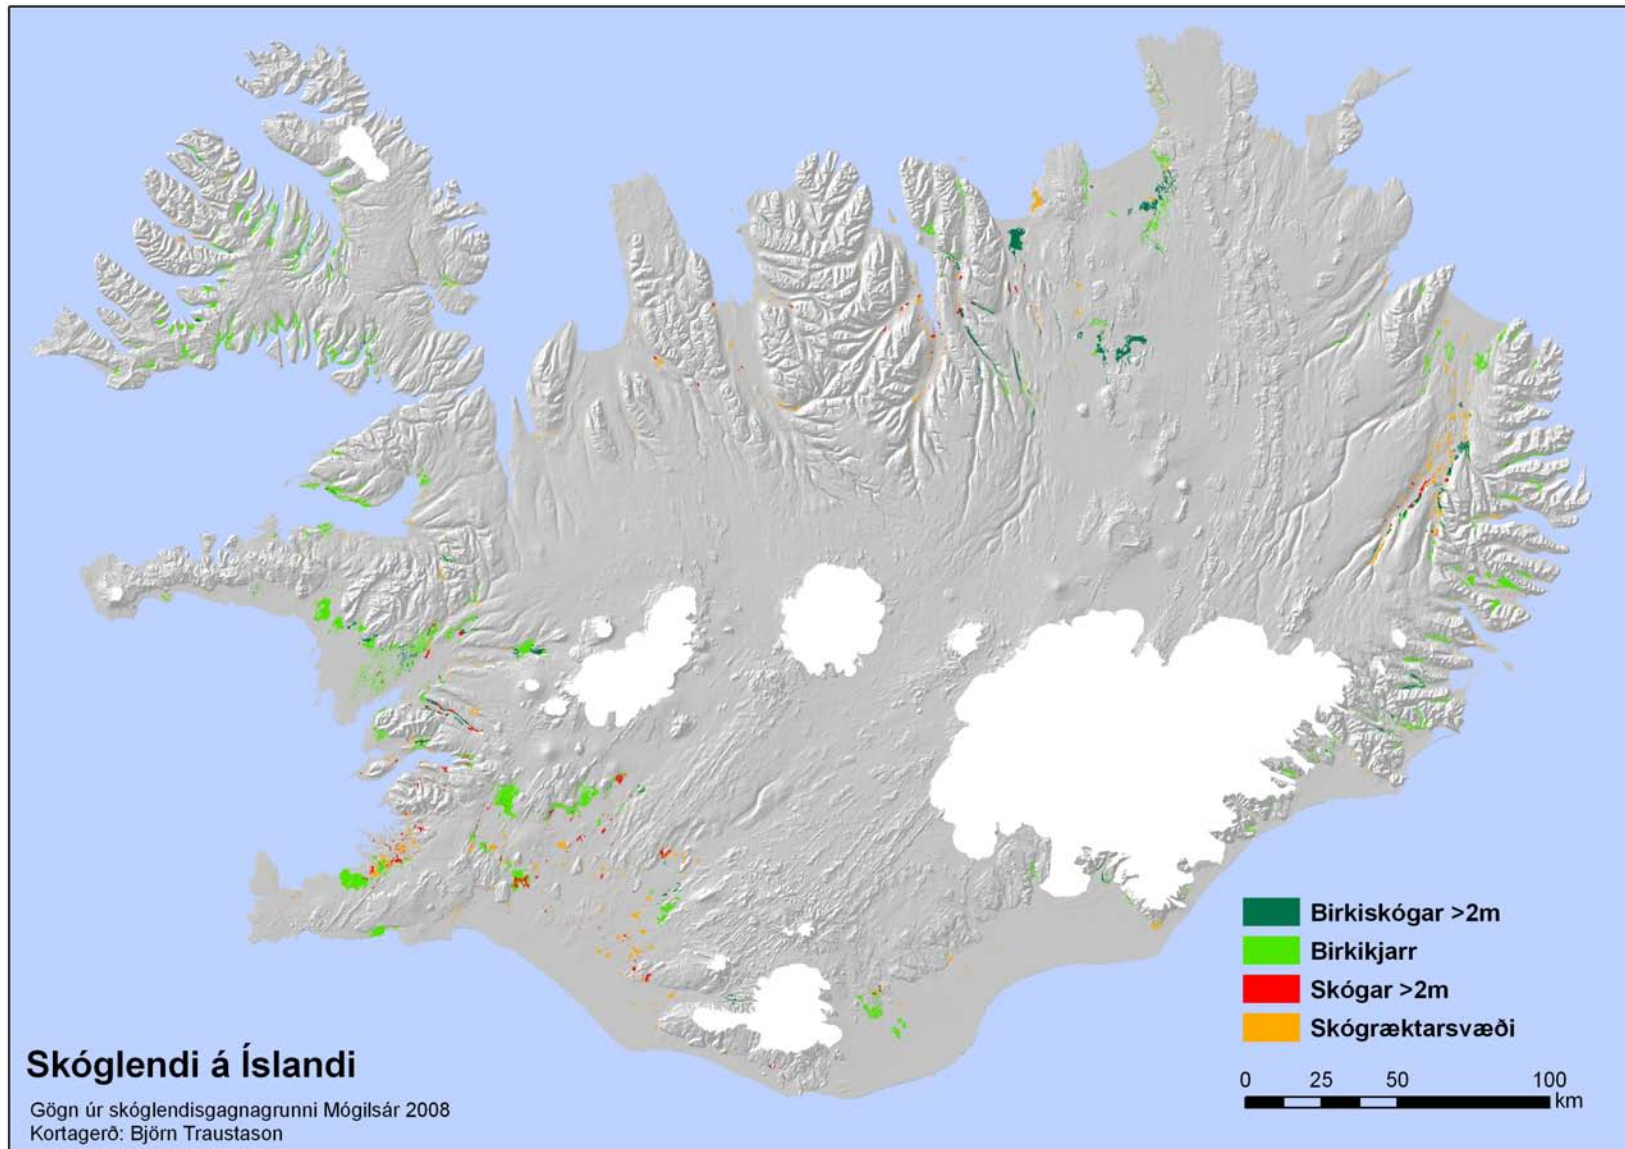 Birkiskógar >2m
Birkikjarr
Skógar >2m
Skógræktarsvæði
0 25 50 100
km
Skóglendi á Íslandi
Gögn úr skóglendisgagnagrunni Mógilsár 2008
Kortagerð: Björn Traustason